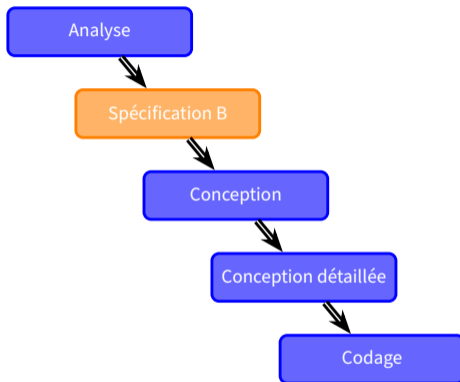 Analyse
Spécification B
Conception
Conception détaillée
Codage